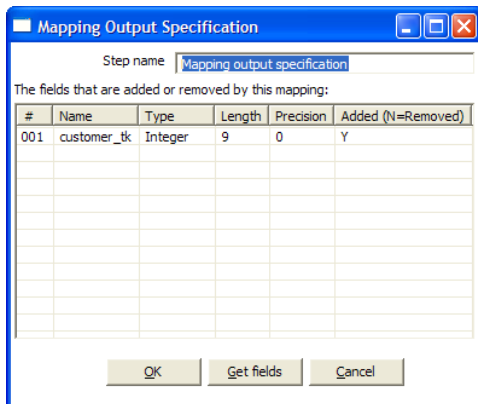 Mapping Output Specification
Step name Mapping output specification
The fields that are added or removed by this mapping:
# Name Type Length Precision Added (N=Removed)
001 customer_tk Integer 9 0 Y
OK Get fields Cancel